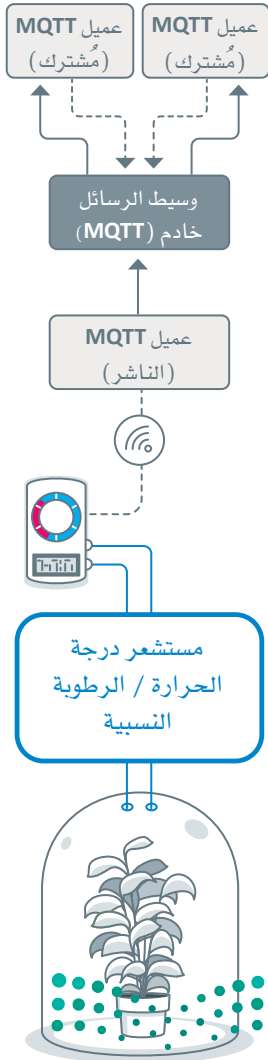 عميل MQTT
(مُشترك)
عميل MQTT
(مُشترك)
وسيط الرسائل
خادم (MQTT)
عميل MQTT
(الناشر)
مستشعر درجة
الحرارة / الرطوبة
النسبية